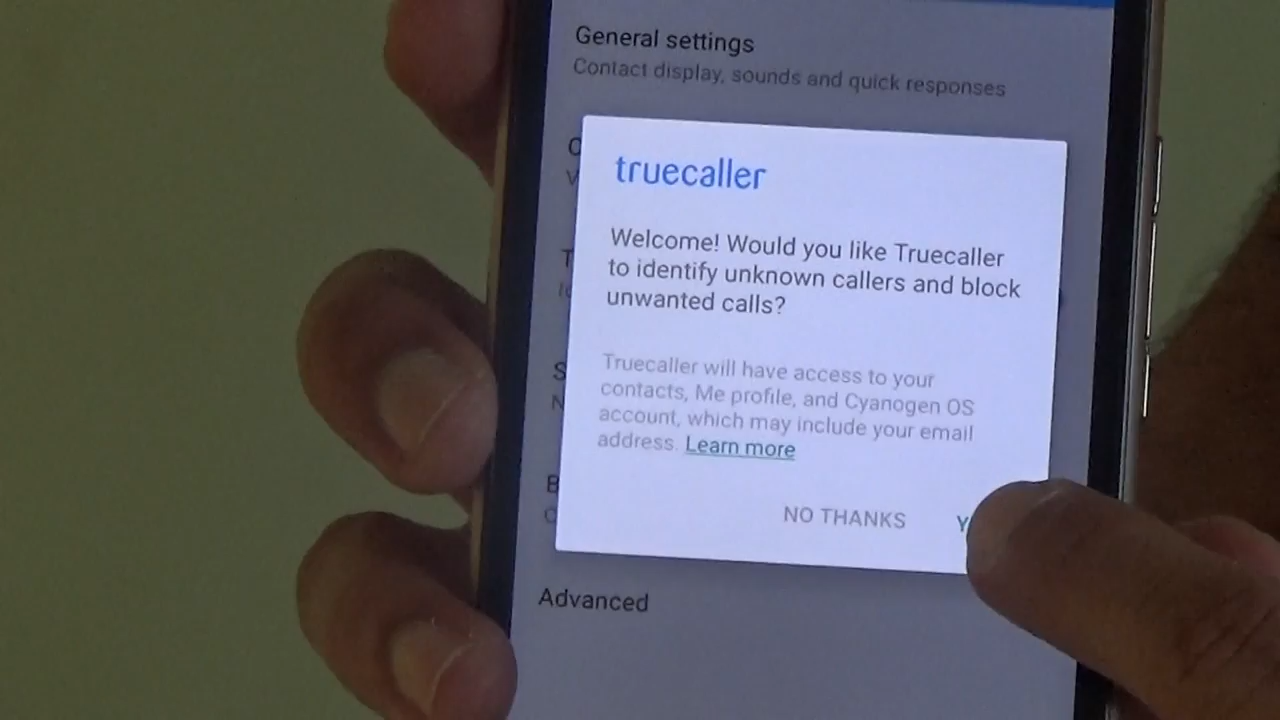 General settings
Contact display, sounds and quick responses
truecaller
Welcome! Would you like Truecaller
to identify unknown callers and block
unwanted calls?
Truecaller will have access to your
contacts, Me profile, and Cyanogen OS
account, which may include your email
address. Learn more
NO THANKS
Advanced